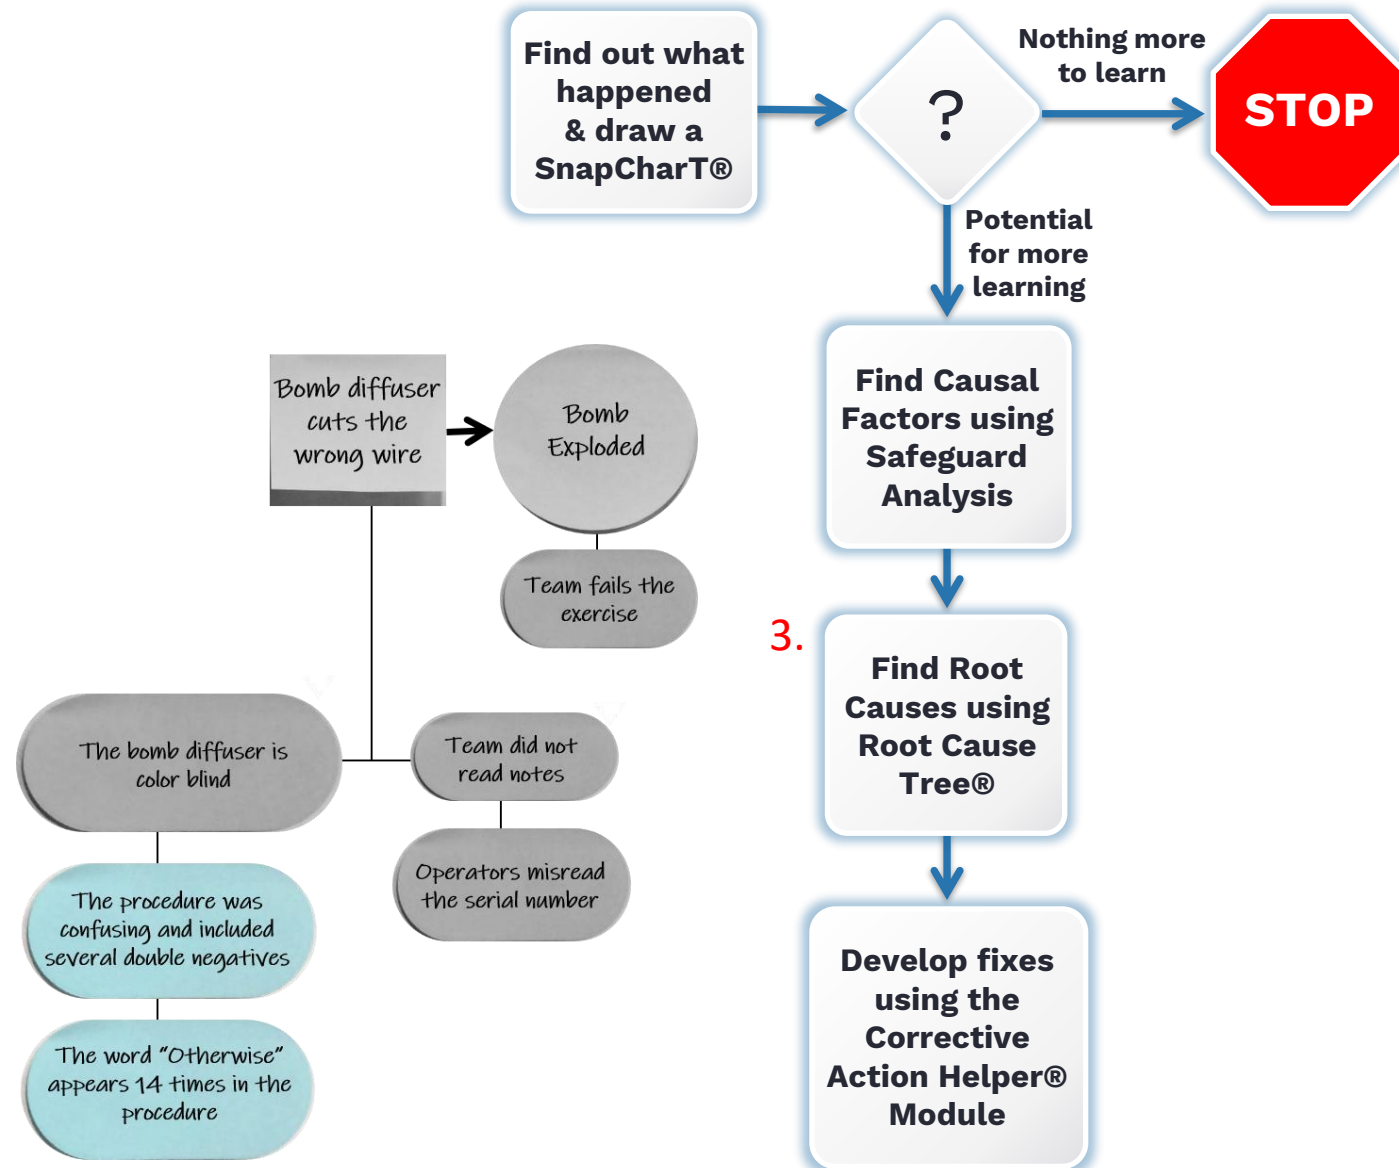 Find out what
happened
& draw a
SnapCharT®
?
Nothing more
to learn
STOP
Potential
for more
learning
Find Causal
Factors using
Safeguard
Analysis
3.
Find Root
Causes using
Root Cause
Tree®
Develop fixes
using the
Corrective
Action Helper®
Module
Bomb diffuser
cuts the
wrong wire
Bomb
Exploded
Team fails the
exercise
The bomb diffuser is
color blind
Team did not
read notes
Operators misread
the serial number
The procedure was
confusing and included
several double negatives
The word “Otherwise”
appears 14 times in the
procedure